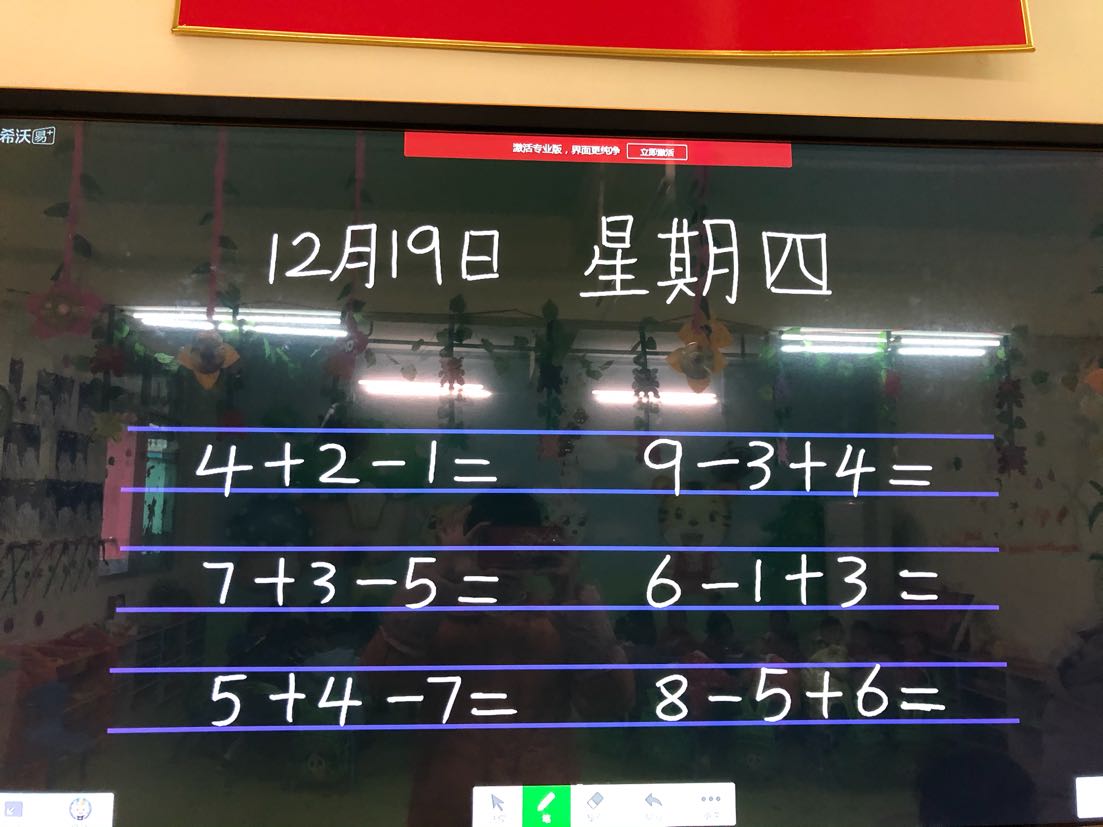 希沃易+
激活专业版，界面更纯净 立即激活
12月19日 星期四
4+2-1= 9-3+4=
7+3-5= 6-1+3=
5+4-7= 8-5+6=